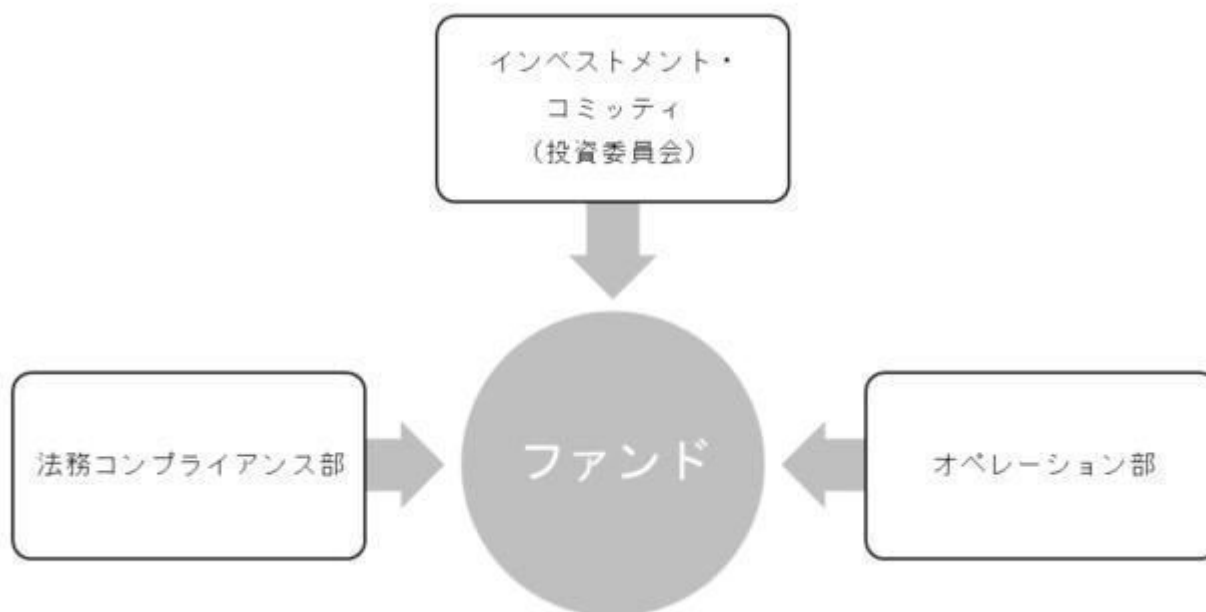 インベストメント・
コミッティ
（投資委員会）
法務コンプライアンス部
ファンド
オペレーション部